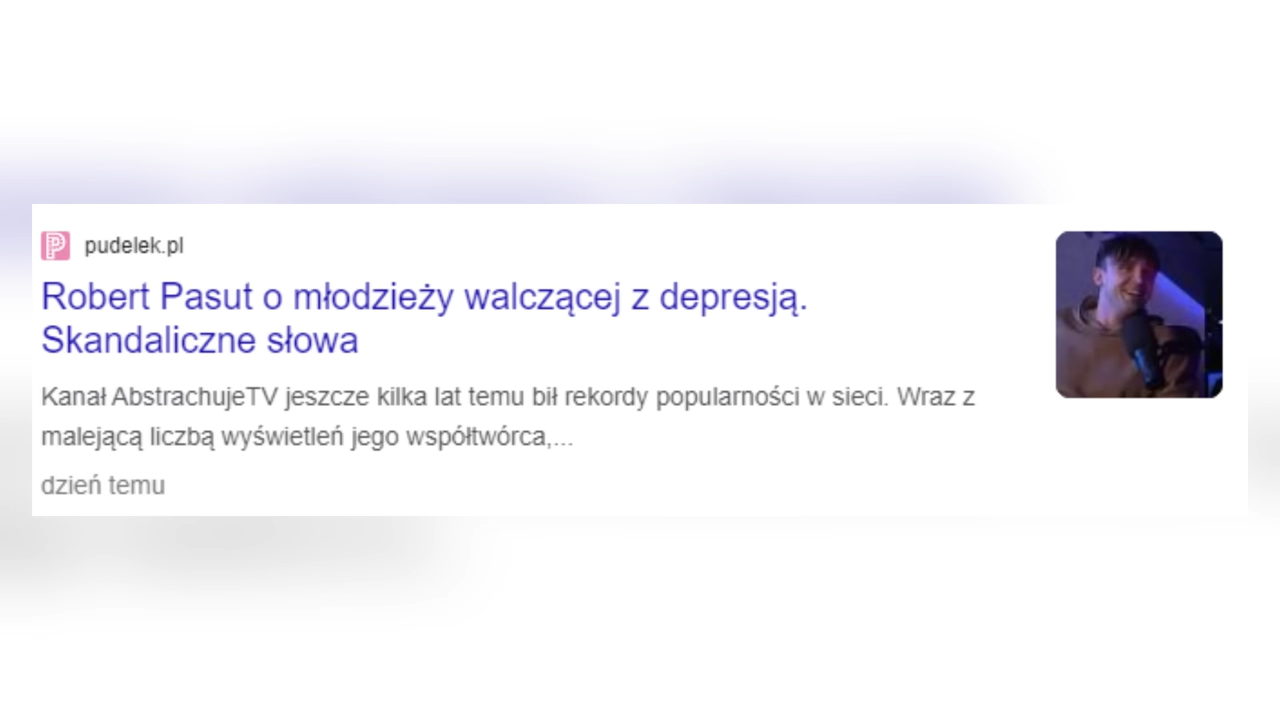 pudelek.pl
Robert Pasut o młodzieży walczącej z depresją.
Skandaliczne słowa
Kanał AbstrachujeTV jeszcze kilka lat temu bił rekordy popularności w sieci. Wraz z
malejącą liczbą wyświetleń jego współtwórca,...
dzień temu